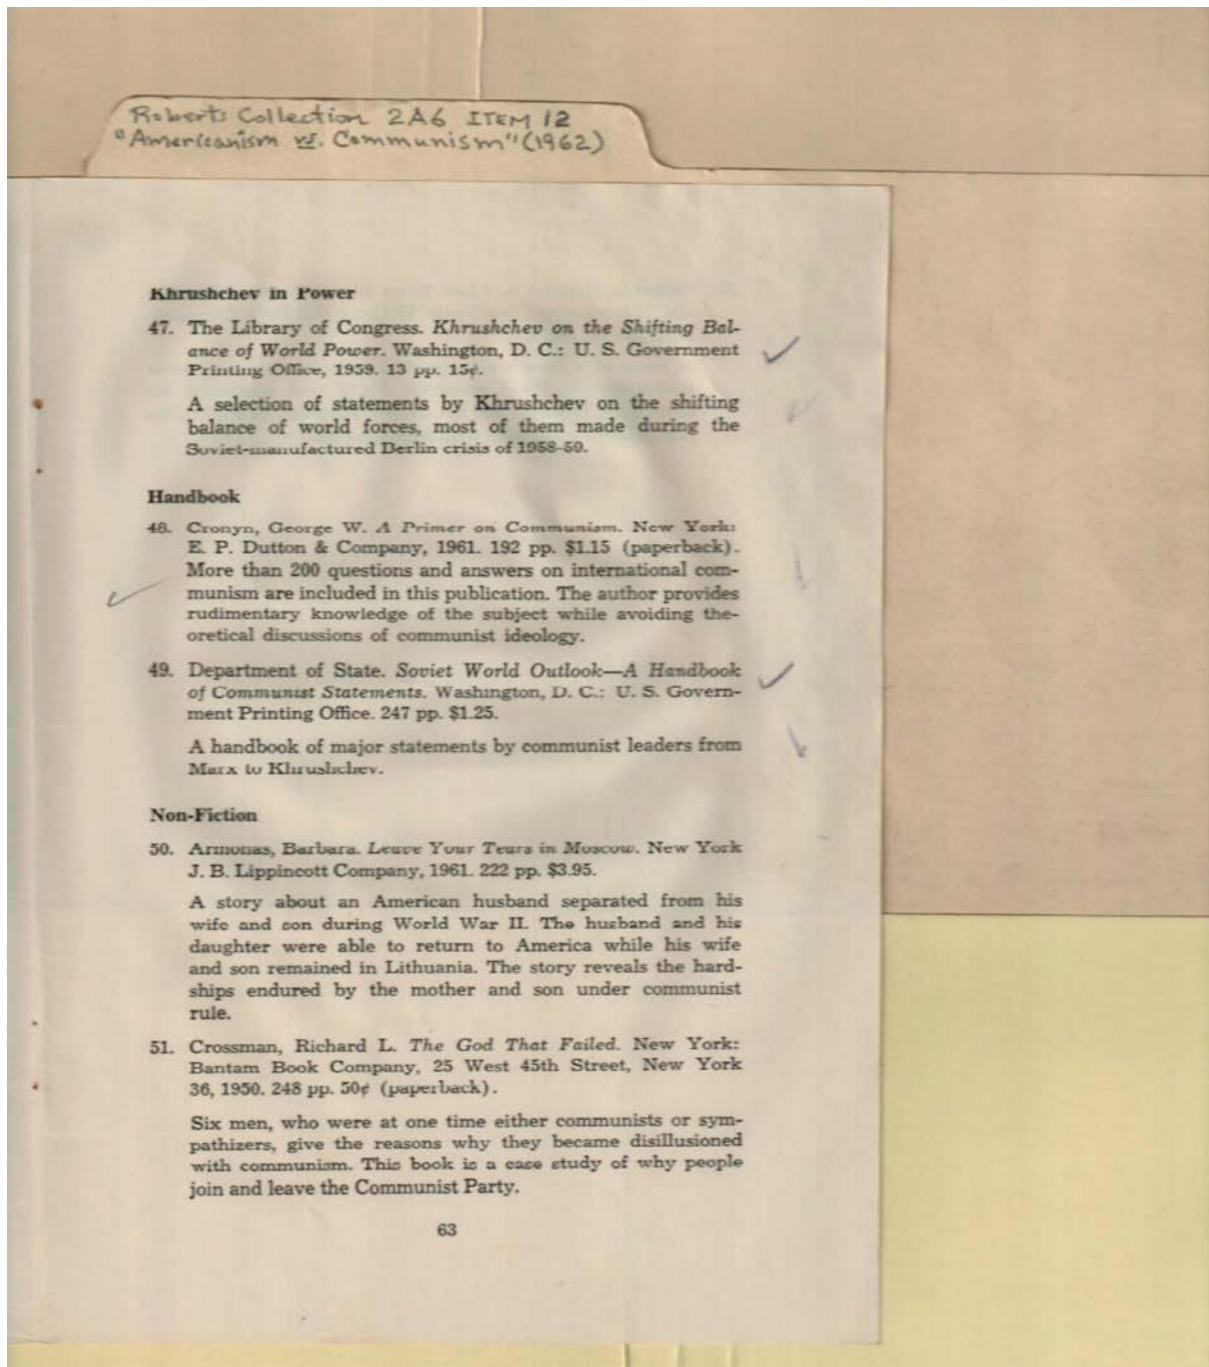 Roberts Collection 2A6 ITEM 12
"Americanism vs. Communism" (1962)
Khrushchev in Power
47. The Library of Congress. Khrushchev on the Shifting Bal-
ance of World Power. Washington, D. C.: U. S. Government
Printing Office, 1959. 13 pp. 15¢.
A selection of statements by Khrushchev on the shifting
balance of world forces, most of them made during the
Soviet-manufactured Berlin crisis of 1958-59.
Handbook
48. Cronyn, George W. A Primer on Communism. New York:
E. P. Dutton & Company, 1961. 192 pp. $1.15 (paperback).
More than 200 questions and answers on international com-
munism are included in this publication. The author provides
rudimentary knowledge of the subject while avoiding the-
oretical discussions of communist ideology.
49. Department of State. Soviet World Outlook—A Handbook
of Communist Statements. Washington, D. C.: U. S. Govern-
ment Printing Office. 247 pp. $1.25.
A handbook of major statements by communist leaders from
Marx to Khrushchev.
Non-Fiction
50. Armonas, Barbara. Leave Your Tears in Moscow. New York
J. B. Lippincott Company, 1961. 222 pp. $3.95.
A story about an American husband separated from his
wife and son during World War II. The husband and his
daughter were able to return to America while his wife
and son remained in Lithuania. The story reveals the hard-
ships endured by the mother and son under communist
rule.
51. Crossman, Richard L. The God That Failed. New York:
Bantam Book Company, 25 West 45th Street, New York
36, 1950. 248 pp. 50¢ (paperback).
Six men, who were at one time either communists or sym-
pathizers, give the reasons why they became disillusioned
with communism. This book is a case study of why people
join and leave the Communist Party.
63